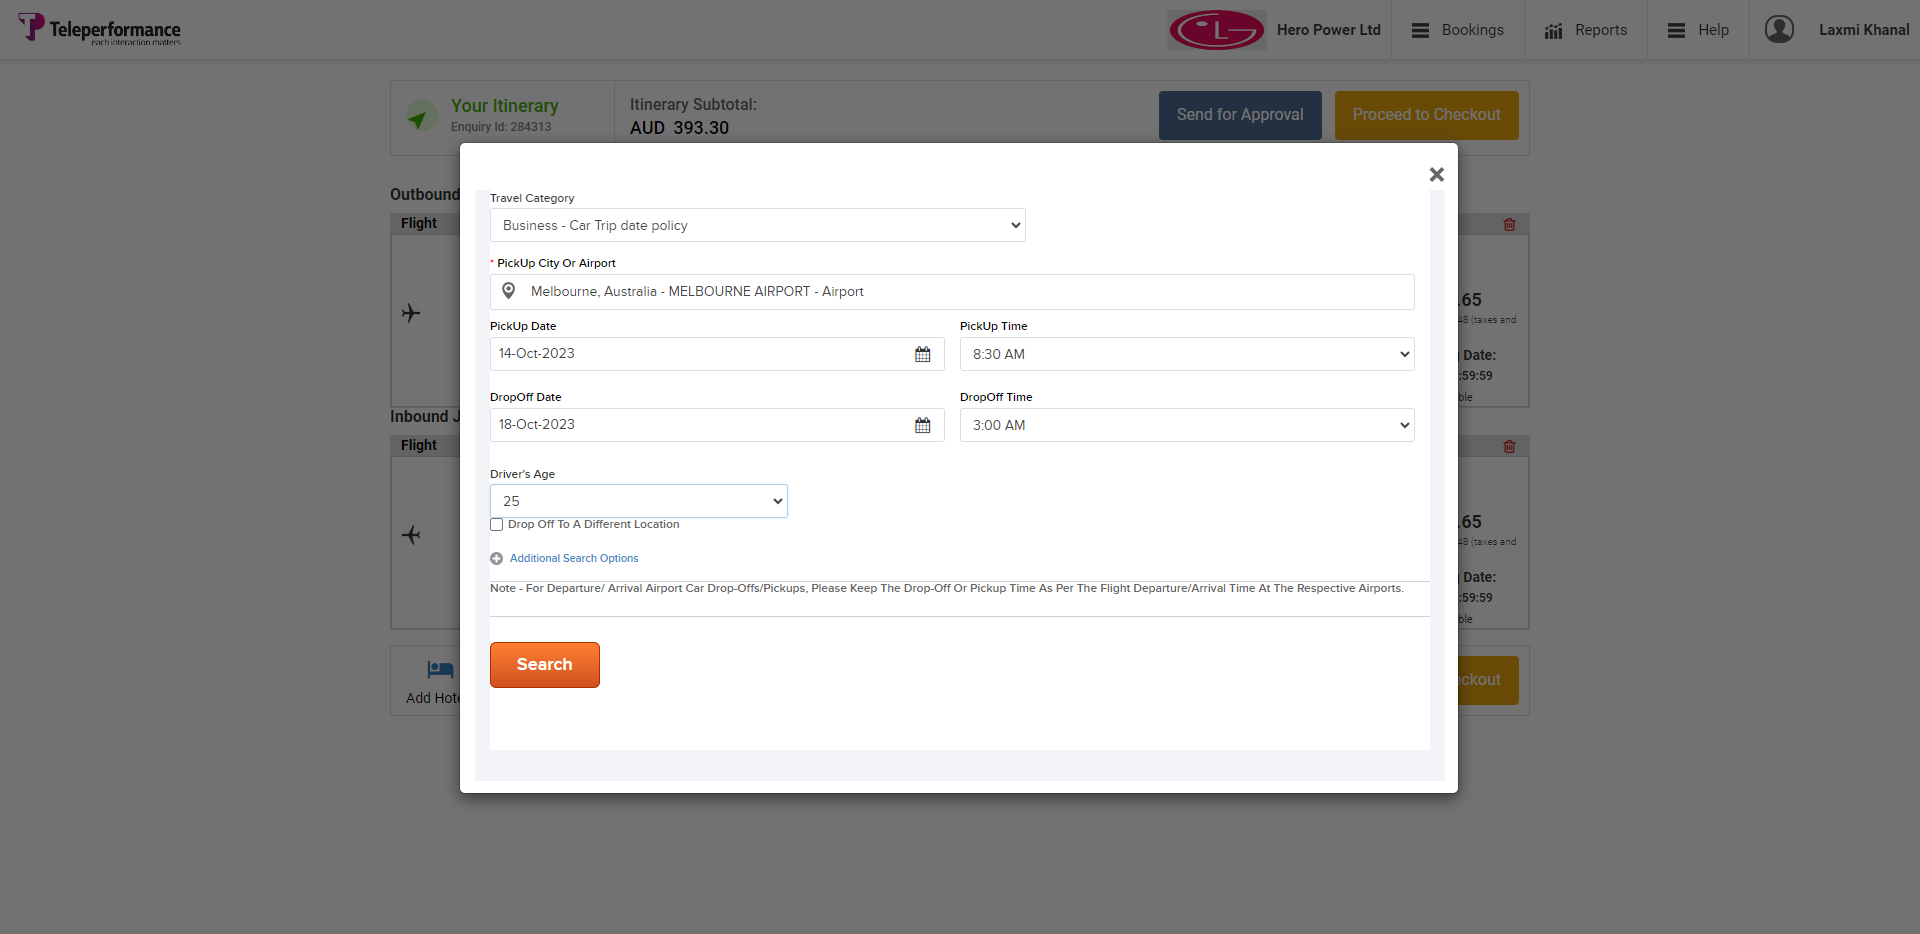 Teleperformance
each interaction matters
Hero Power Ltd
Bookings
Reports
Help
Laxmi Khanal
Your Itinerary
Enquiry Id: 284313
Itinerary Subtotal:
AUD 393.30
Send for Approval
Proceed to Checkout
Outbound
Flight
Travel Category
Business - Car Trip date policy
* PickUp City Or Airport
Melbourne, Australia - MELBOURNE AIRPORT - Airport
.65
48 (taxes and
PickUp Date
PickUp Time
14-Oct-2023
8:30 AM
Date:
:59:59
DropOff Date
DropOff Time
ble
Inbound J
18-Oct-2023
3:00 AM
Flight
Driver's Age
25
.65
Drop Off To A Different Location
48 (taxes and
Additional Search Options
Date:
Note - For Departure/ Arrival Airport Car Drop-Offs/Pickups, Please Keep The Drop-Off Or Pickup Time As Per The Flight Departure/Arrival Time At The Respective Airports.
:59:59
ble
Search
Add Hote
eckout